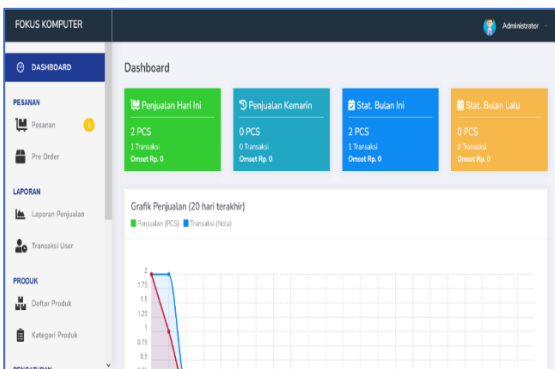 FOKUS KOMPUTER
Administrator
DASHBOARD
PESANAN
Pesanan
Pre Order
LAPORAN
Laporan Penjualan
Transaksi User
PRODUK
Daftar Produk
Kategori Produk
Dashboard
Penjualan Hari Ini
2 PCS
1 Transaksi
Omset Rp. 0
Penjualan Kemarin
0 PCS
0 Transaksi
Omset Rp. 0
Stat. Bulan Ini
2 PCS
1 Transaksi
Omset Rp. 0
Stat. Bulan Lalu
0 PCS
0 Transaksi
Omset Rp. 0
Grafik Penjualan (20 hari terakhir)
Penjualan (PCS) Transaksi (Nota)
2
1.75
1.5
1.25
1
0.75
0.5